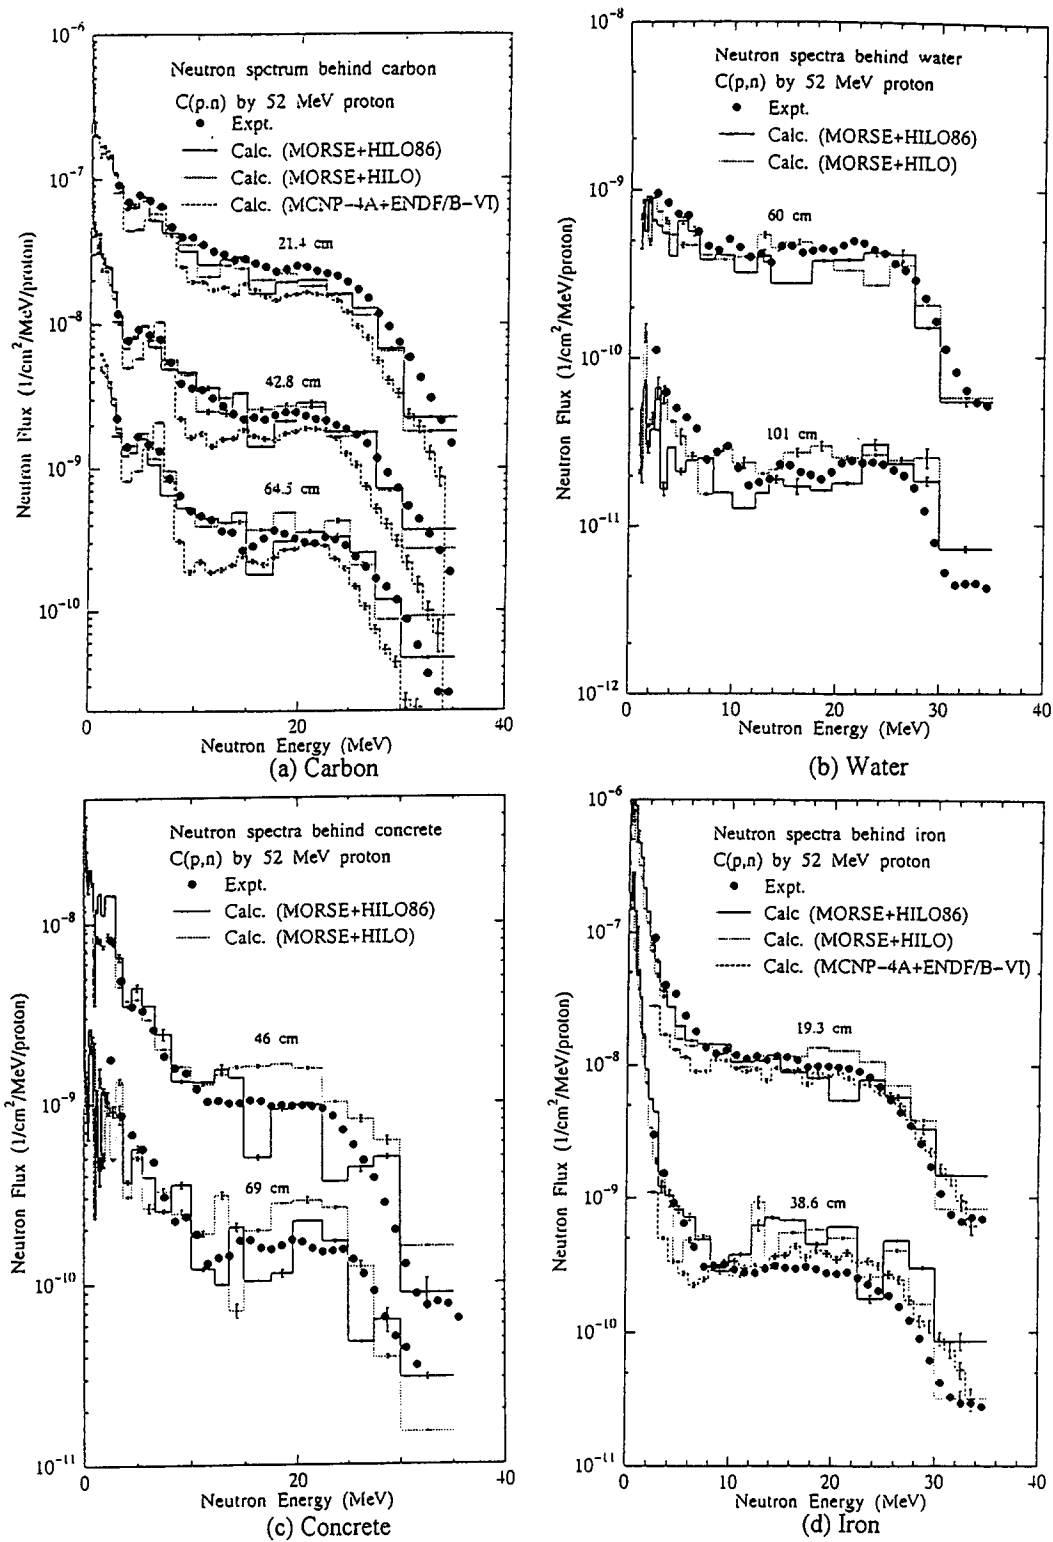 10^-6
10^-7
10^-8
10^-9
10^-10
Neutron Flux (1/cm^2/MeV/proton)
Neutron spctrum behind carbon
C(p.n) by 52 MeV proton
Expt.
Calc. (MORSE+HILO86)
Calc. (MORSE+HILO)
Calc. (MCNP-4A+ENDF/B-VI)
21.4 cm
42.8 cm
64.5 cm
0 20 40
Neutron Energy (MeV)
(a) Carbon
10^-8
10^-9
10^-10
10^-11
10^-12
Neutron Flux (1/cm^2/MeV/proton)
Neutron spectra behind water
C(p,n) by 52 MeV proton
Expt.
Calc. (MORSE+HILO86)
Calc. (MORSE+HILO)
60 cm
101 cm
0 10 20 30 40
Neutron Energy (MeV)
(b) Water
10^-8
10^-9
10^-10
10^-11
Neutron Flux (1/cm^2/MeV/proton)
Neutron spectra behind concrete
C(p,n) by 52 MeV proton
Expt.
Calc. (MORSE+HILO86)
Calc. (MORSE+HILO)
46 cm
69 cm
0 20 40
Neutron Energy (MeV)
(c) Concrete
10^-6
10^-7
10^-8
10^-9
10^-10
10^-11
Neutron Flux (1/cm^2/MeV/proton)
Neutron spectra behind iron
C(p,n) by 52 MeV proton
Expt.
Calc (MORSE+HILO86)
Calc. (MORSE+HILO)
Calc. (MCNP-4A+ENDF/B-VI)
19.3 cm
38.6 cm
0 10 20 30 40
Neutron Energy (MeV)
(d) Iron